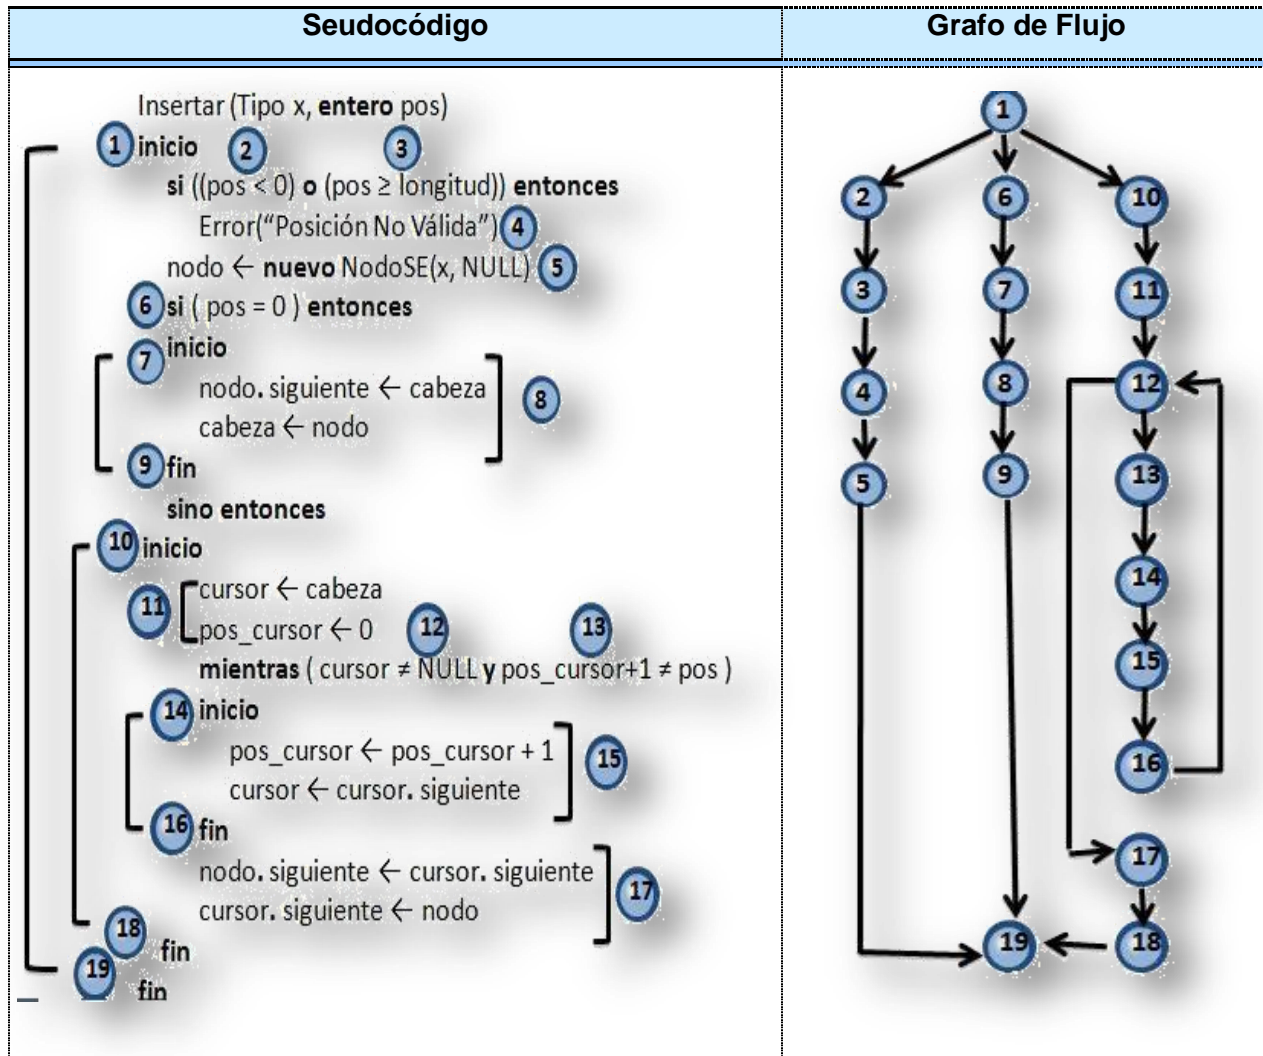 Seudocódigo
Grafo de Flujo
Insertar (Tipo x, entero pos)
1 inicio 2 3
si ((pos < 0) o (pos ≥ longitud)) entonces
Error("Posición No Válida") 4
nodo ← nuevo NodoSE(x, NULL) 5
6 si ( pos = 0 ) entonces
7 inicio
nodo. siguiente ← cabeza
8
cabeza ← nodo
9 fin
sino entonces
10 inicio
cursor ← cabeza
11
pos_cursor ← 0 12 13
mientras ( cursor ≠ NULL y pos_cursor+1 ≠ pos )
14 inicio
pos_cursor ← pos_cursor + 1
15
cursor ← cursor. siguiente
16 fin
nodo. siguiente ← cursor. siguiente
17
cursor. siguiente ← nodo
18 fin
19 fin
1
2 6 10
3 7 11
4 8 12
5 9 13
14
15
16
17
19 18